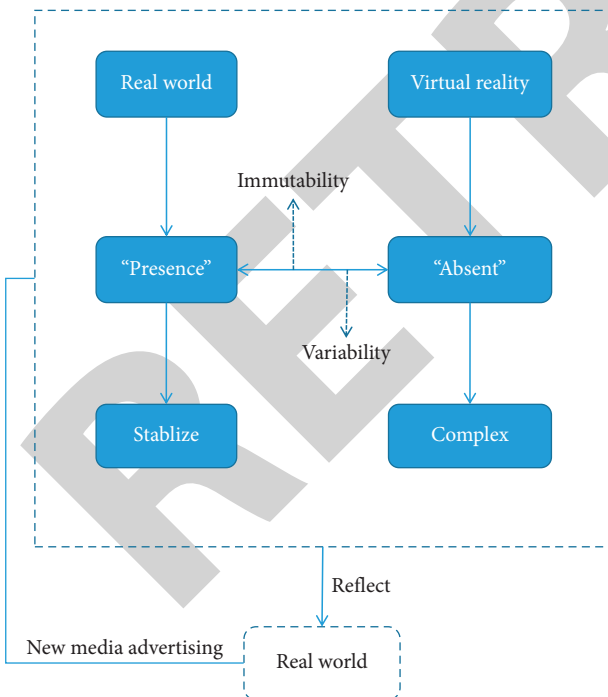 Real world
Virtual reality
Immutability
“Presence”
“Absent”
Variability
Stablize
Complex
Reflect
New media advertising
Real world
RETR